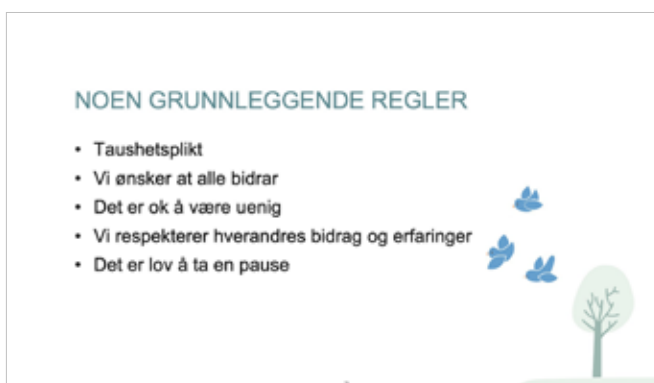 NOEN GRUNNLEGGENDE REGLER
• Taushetsplikt
• Vi ønsker at alle bidrar
• Det er ok å være uenig
• Vi respekterer hverandres bidrag og erfaringer
• Det er lov å ta en pause